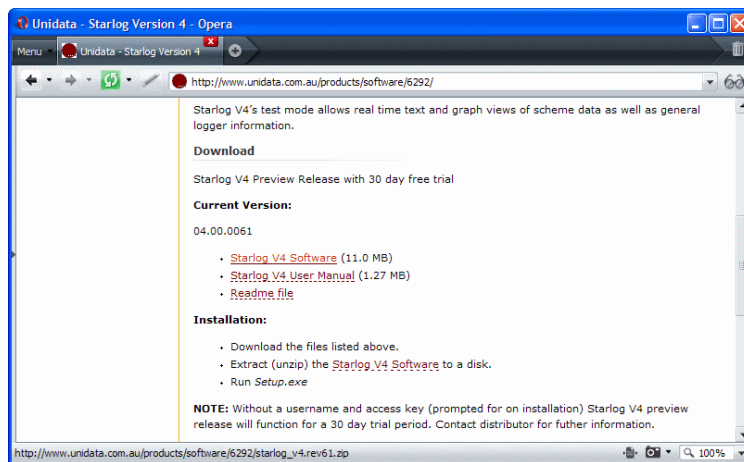 Unidata - Starlog Version 4 - Opera
Menu
Unidata - Starlog Version 4
http://www.unidata.com.au/products/software/6292/
Starlog V4's test mode allows real time text and graph views of scheme data as well as general
logger information.
Download
Starlog V4 Preview Release with 30 day free trial
Current Version:
04.00.0061
• Starlog V4 Software (11.0 MB)
• Starlog V4 User Manual (1.27 MB)
• Readme file
Installation:
• Download the files listed above.
• Extract (unzip) the Starlog V4 Software to a disk.
• Run Setup.exe
NOTE: Without a username and access key (prompted for on installation) Starlog V4 preview
release will function for a 30 day trial period. Contact distributor for futher information.
http://www.unidata.com.au/products/software/6292/starlog_v4.rev61.zip
100%